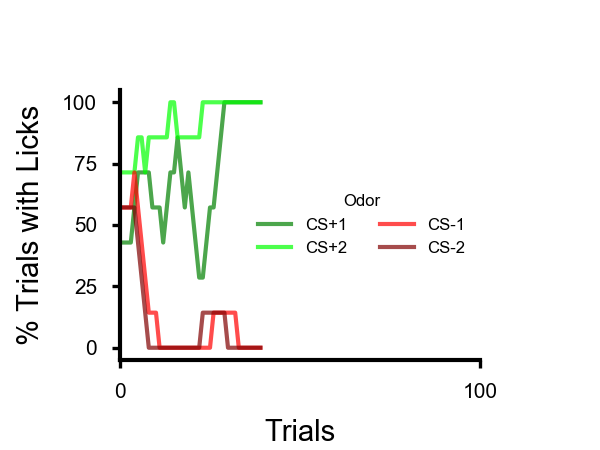 % Trials with Licks
100
75
50
25
0
Odor
CS+1 CS-1
CS+2 CS-2
0 100
Trials